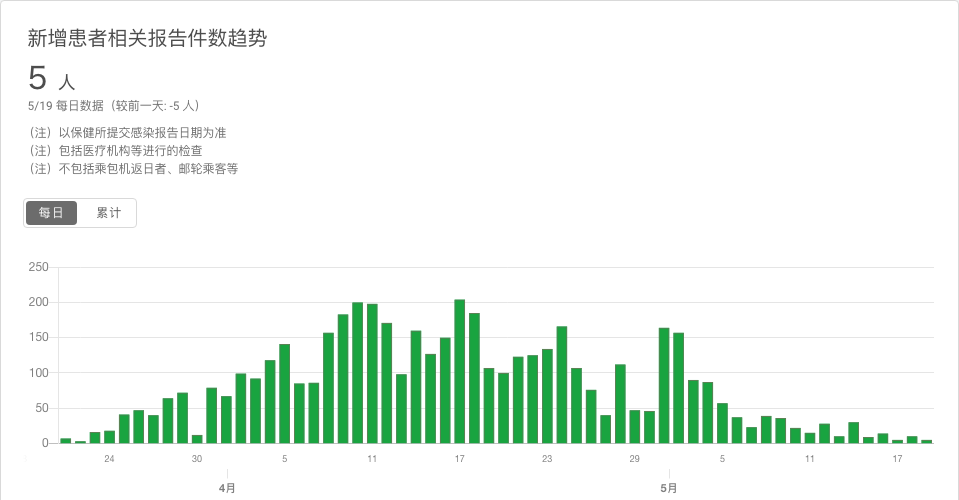 新增患者相关报告件数趋势
5 人
5/19 每日数据（较前一天: -5 人）
（注）以保健所提交感染报告日期为准
（注）包括医疗机构等进行的检查
（注）不包括乘包机返日者、邮轮乘客等
每日 累计
250
200
150
100
50
0
24 30 5 11 17 23 29 5 11 17
4月 5月